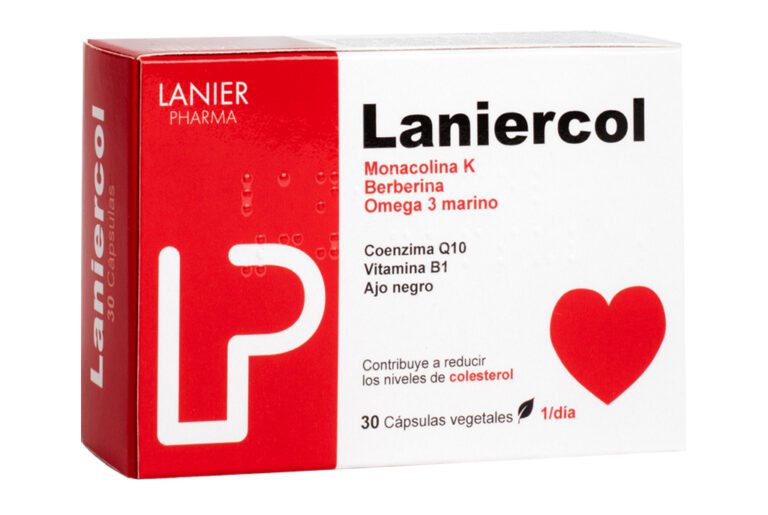 LANIER
PHARMA
Laniercol
30 Cápsulas
Laniercol
Monacolina K
Berberina
Omega 3 marino
Coenzima Q10
Vitamina B1
Ajo negro
Contribuye a reducir
los niveles de colesterol
30 Cápsulas vegetales 1/día
LP